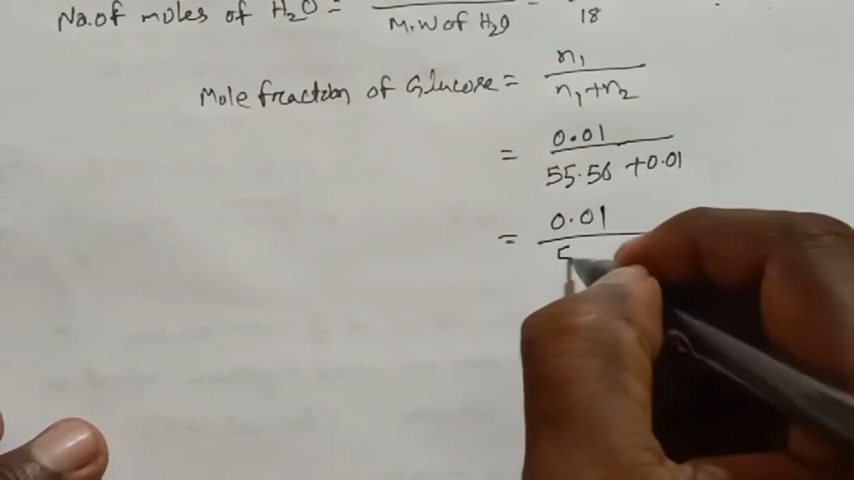 No. of moles of H₂O =
M.W of H₂O
18
Mole fraction of Glucose = n₁ / n₁+n₂
= 0.01 / 55.56 + 0.01
= 0.01 / 5